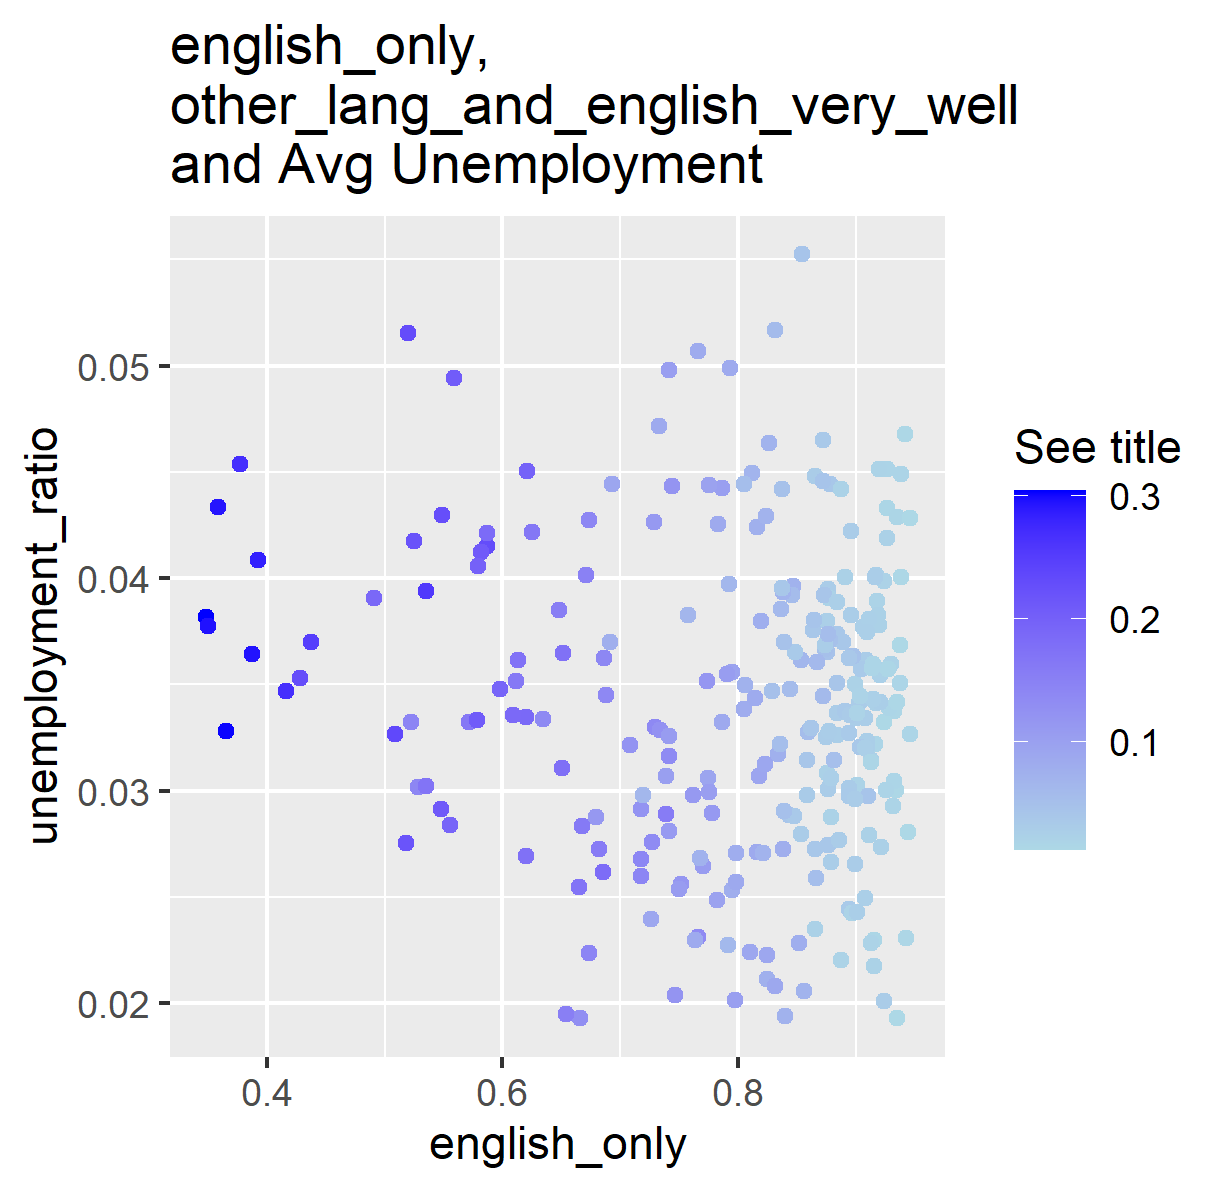 english_only,
other_lang_and_english_very_well
and Avg Unemployment
unemployment_ratio
0.05
0.04
0.03
0.02
0.4
0.6
0.8
english_only
See title
0.3
0.2
0.1